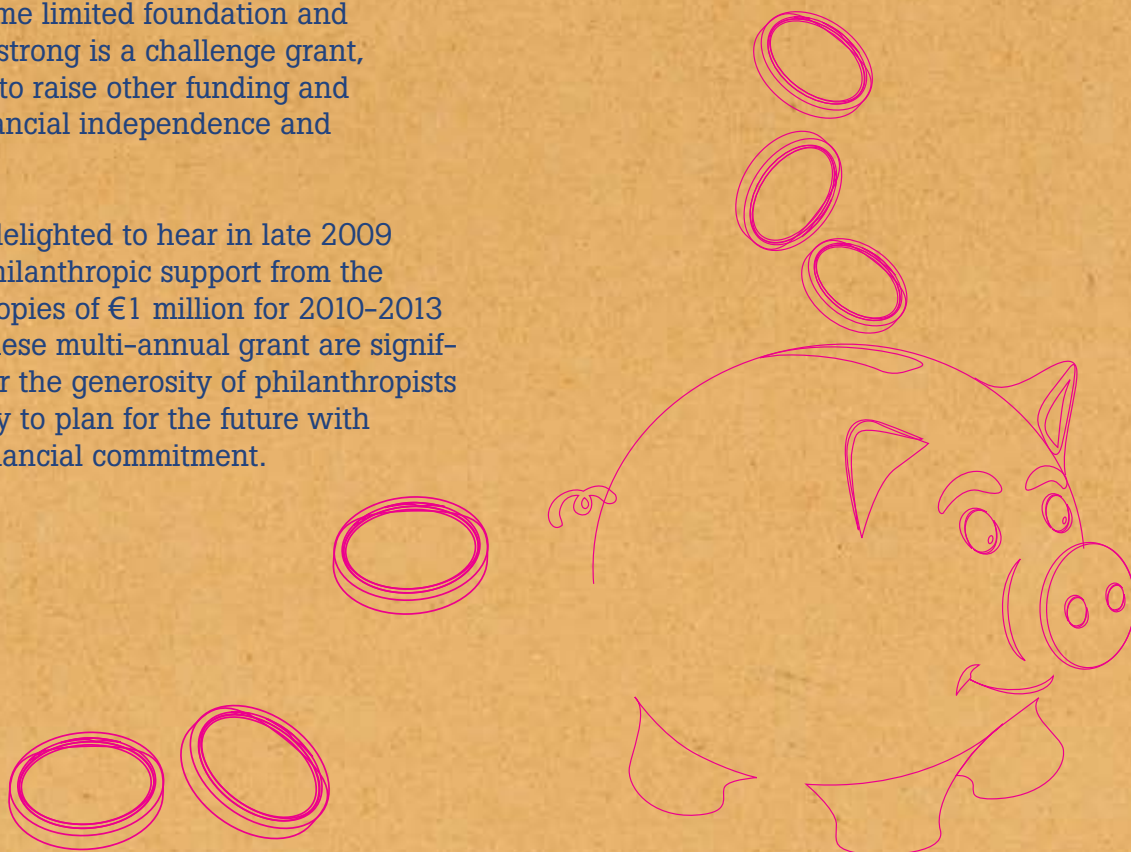 me limited foundation and
strong is a challenge grant,
to raise other funding and
ancial independence and
delighted to hear in late 2009
hilanthropic support from the
opies of €1 million for 2010-2013
hese multi-annual grant are signif-
r the generosity of philanthropists
y to plan for the future with
nancial commitment.